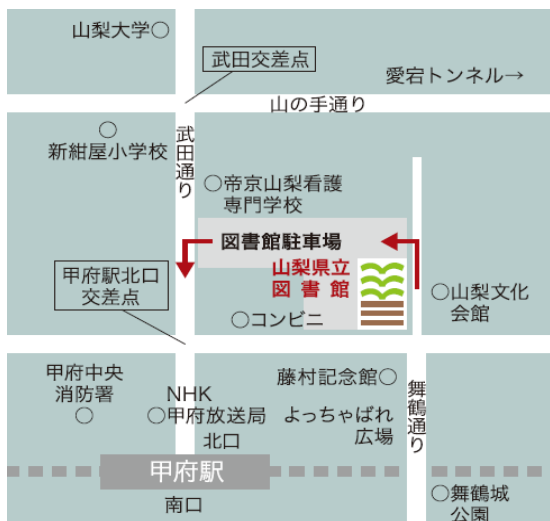 山梨大学○
武田交差点
愛宕トンネル→
山の手通り
○
新紺屋小学校
武田通り
○帝京山梨看護
専門学校
図書館駐車場
山梨県立
図書館
甲府駅北口
交差点
○山梨文化
会館
○コンビニ
甲府中央
消防署
○
NHK
○甲府放送局
北口
藤村記念館○
よっちゃばれ
広場
舞鶴通り
甲府駅
南口
○舞鶴城
公園